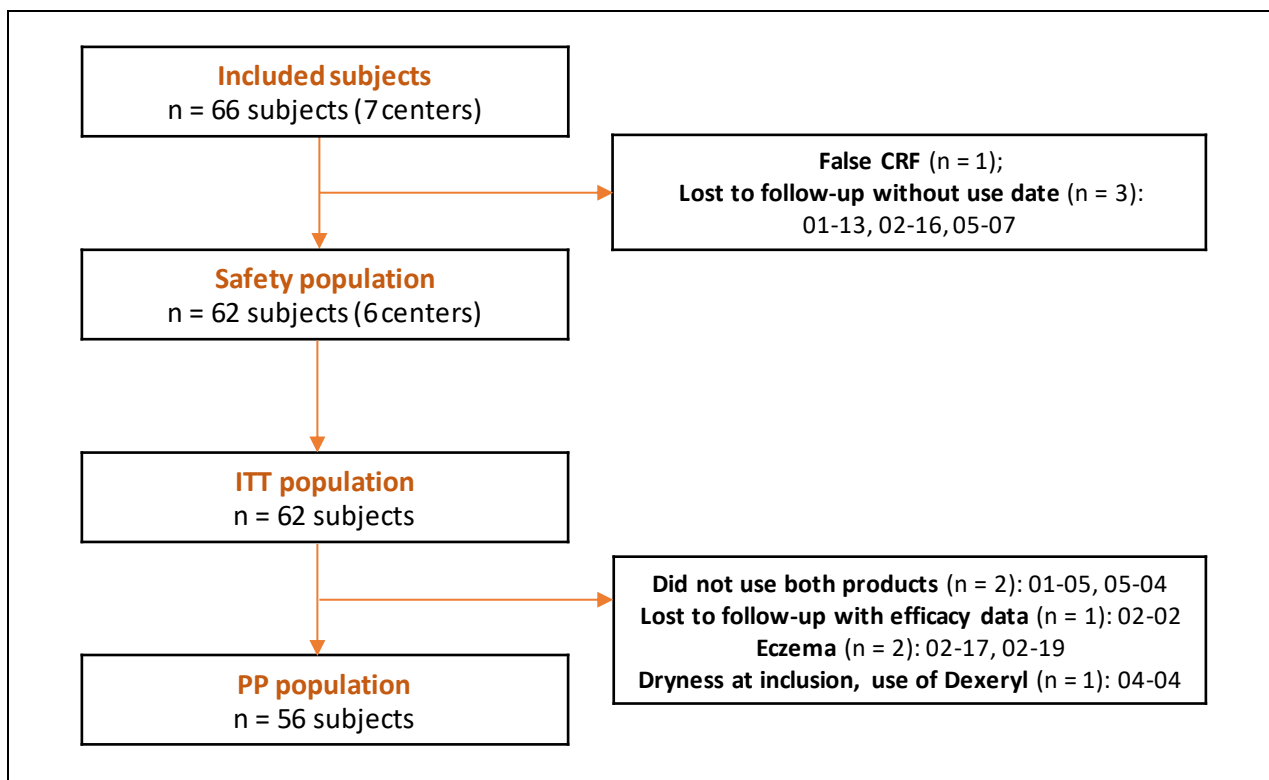 Included subjects
n = 66 subjects (7 centers)
False CRF (n = 1);
Lost to follow-up without use date (n = 3):
01-13, 02-16, 05-07
Safety population
n = 62 subjects (6 centers)
ITT population
n = 62 subjects
Did not use both products (n = 2): 01-05, 05-04
Lost to follow-up with efficacy data (n = 1): 02-02
Eczema (n = 2): 02-17, 02-19
Dryness at inclusion, use of Dexeryl (n = 1): 04-04
PP population
n = 56 subjects